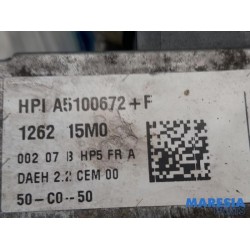 HPI A5100672+F
1262 15M0
002 07 B HP5 FR A
DAEH 2.2 CEM 00
50-C0-50
MARESIA